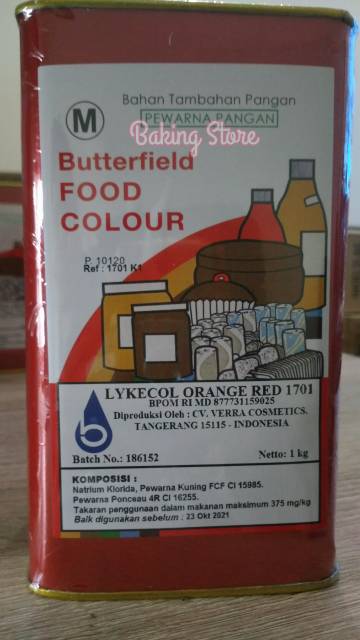 M
Bahan Tambahan Pangan
PEWARNA PANGAN
Baking Store
Butterfield
FOOD
COLOUR
P 10120
Ref : 1701 K1
LYKECOL ORANGE RED 1701
BPOM RI MD 877731159025
Diproduksi Oleh : CV. VERRA COSMETICS.
TANGERANG 15115 - INDONESIA
Batch No.: 186152 Netto: 1 kg
KOMPOSISI :
Natrium Klorida, Pewarna Kuning FCF CI 15985.
Pewarna Ponceau 4R CI 16255.
Takaran penggunaan dalam makanan maksimum 375 mg/kg
Baik digunakan sebelum : 23 Okt 2021